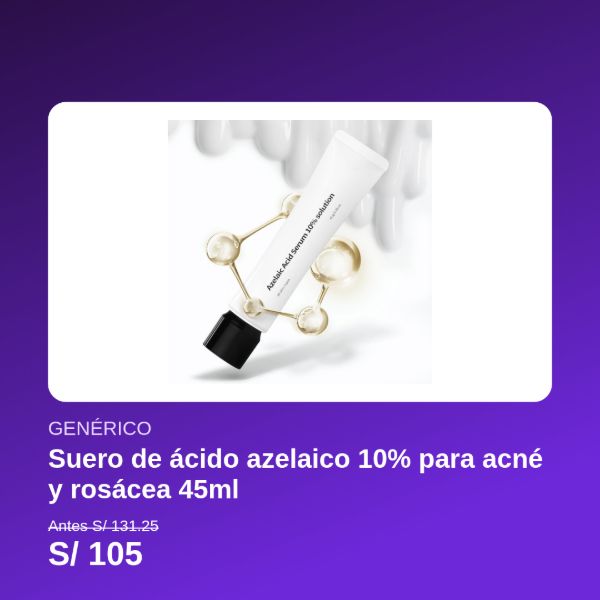 Azelaic Acid Serum 10% solution
GENÉRICO
Suero de ácido azelaico 10% para acné
y rosácea 45ml
Antes S/ 131.25
S/ 105